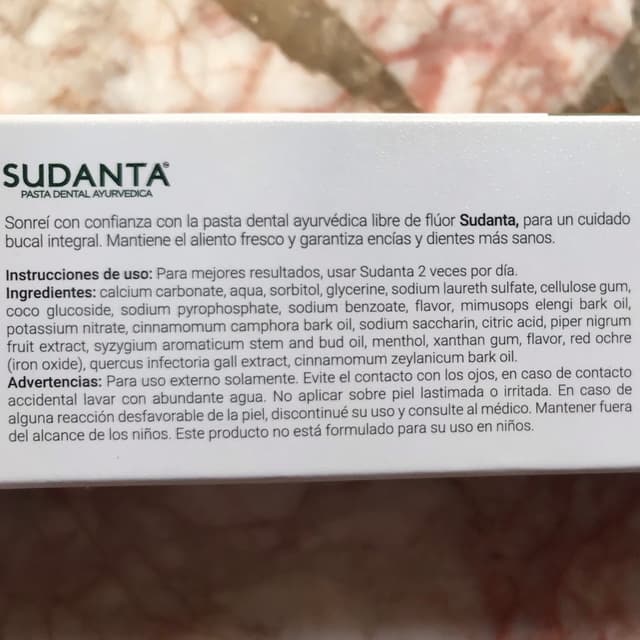 SUDANTA®
PASTA DENTAL AYURVEDICA
Sonreí con confianza con la pasta dental ayurvédica libre de flúor Sudanta, para un cuidado
bucal integral. Mantiene el aliento fresco y garantiza encías y dientes más sanos.
Instrucciones de uso: Para mejores resultados, usar Sudanta 2 veces por día.
Ingredientes: calcium carbonate, aqua, sorbitol, glycerine, sodium laureth sulfate, cellulose gum,
coco glucoside, sodium pyrophosphate, sodium benzoate, flavor, mimusops elengi bark oil,
potassium nitrate, cinnamomum camphora bark oil, sodium saccharin, citric acid, piper nigrum
fruit extract, syzygium aromaticum stem and bud oil, menthol, xanthan gum, flavor, red ochre
(iron oxide), quercus infectoria gall extract, cinnamomum zeylanicum bark oil.
Advertencias: Para uso externo solamente. Evite el contacto con los ojos, en caso de contacto
accidental lavar con abundante agua. No aplicar sobre piel lastimada o irritada. En caso de
alguna reacción desfavorable de la piel, discontinué su uso y consulte al médico. Mantener fuera
del alcance de los niños. Este producto no está formulado para su uso en niños.